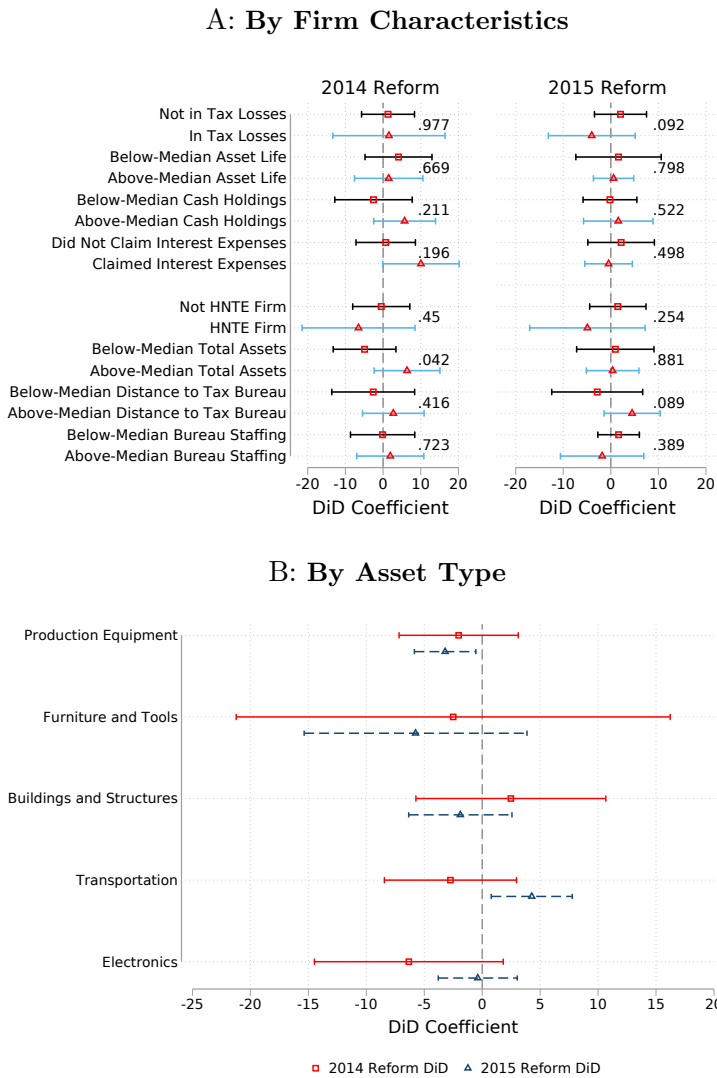 A: By Firm Characteristics
2014 Reform 2015 Reform
Not in Tax Losses
.977 .092
In Tax Losses
Below-Median Asset Life
.669 .798
Above-Median Asset Life
Below-Median Cash Holdings
.211 .522
Above-Median Cash Holdings
Did Not Claim Interest Expenses
.196 .498
Claimed Interest Expenses
Not HNTE Firm
.45 .254
HNTE Firm
Below-Median Total Assets
.042 .881
Above-Median Total Assets
Below-Median Distance to Tax Bureau
.416 .089
Above-Median Distance to Tax Bureau
Below-Median Bureau Staffing
.723 .389
Above-Median Bureau Staffing
-20 -10 0 10 20 -20 -10 0 10 20
DiD Coefficient DiD Coefficient
B: By Asset Type
Production Equipment
Furniture and Tools
Buildings and Structures
Transportation
Electronics
-25 -20 -15 -10 -5 0 5 10 15 20
DiD Coefficient
2014 Reform DiD 2015 Reform DiD